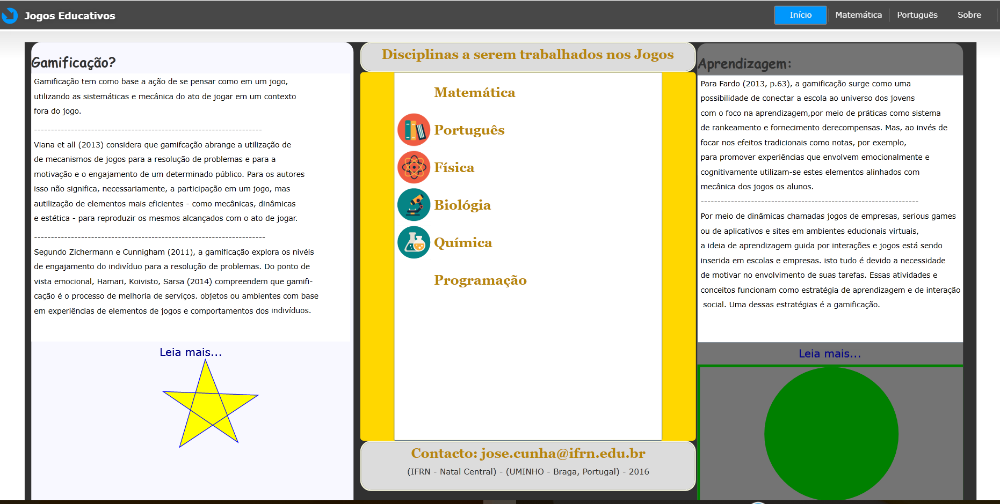 Jogos Educativos
Início
Matemática
Português
Sobre
Gamificação?
Gamificação tem como base a ação de se pensar como em um jogo,
utilizando as sistemáticas e mecânica do ato de jogar em um contexto
fora do jogo.
--------------------------------------------------------------------
Viana et all (2013) considera que gamifcação abrange a utilização de
de mecanismos de jogos para a resolução de problemas e para a
motivação e o engajamento de um determinado público. Para os autores
isso não significa, necessariamente, a participação em um jogo, mas
autilização de elementos mais eficientes - como mecânicas, dinâmicas
e estética - para reproduzir os mesmos alcançados com o ato de jogar.
---------------------------------------------------------------------
Segundo Zichermann e Cunnigham (2011), a gamificação explora os nivéis
de engajamento do indivíduo para a resolução de problemas. Do ponto de
vista emocional, Hamari, Koivisto, Sarsa (2014) compreendem que gamifi-
cação é o processo de melhoria de serviços. objetos ou ambientes com base
em experiências de elementos de jogos e comportamentos dos indivíduos.
Leia mais...
Disciplinas a serem trabalhados nos Jogos
Matemática
Português
Física
Biológia
Química
Programação
Contacto: jose.cunha@ifrn.edu.br
(IFRN - Natal Central) - (UMINHO - Braga, Portugal) - 2016
Aprendizagem:
Para Fardo (2013, p.63), a gamificação surge como uma
possibilidade de conectar a escola ao universo dos jovens
com o foco na aprendizagem,por meio de práticas como sistema
de rankeamento e fornecimento derecompensas. Mas, ao invés de
focar nos efeitos tradicionais como notas, por exemplo,
para promover experiências que envolvem emocionalmente e
cognitivamente utilizam-se estes elementos alinhados com
mecânica dos jogos os alunos.
-----------------------------------------------------------------
Por meio de dinâmicas chamadas jogos de empresas, serious games
ou de aplicativos e sites em ambientes educionais virtuais,
a ideia de aprendizagem guida por interações e jogos está sendo
inserida em escolas e empresas. isto tudo é devido a necessidade
de motivar no envolvimento de suas tarefas. Essas atividades e
conceitos funcionam como estratégia de aprendizagem e de interação
social. Uma dessas estratégias é a gamificação.
Leia mais...